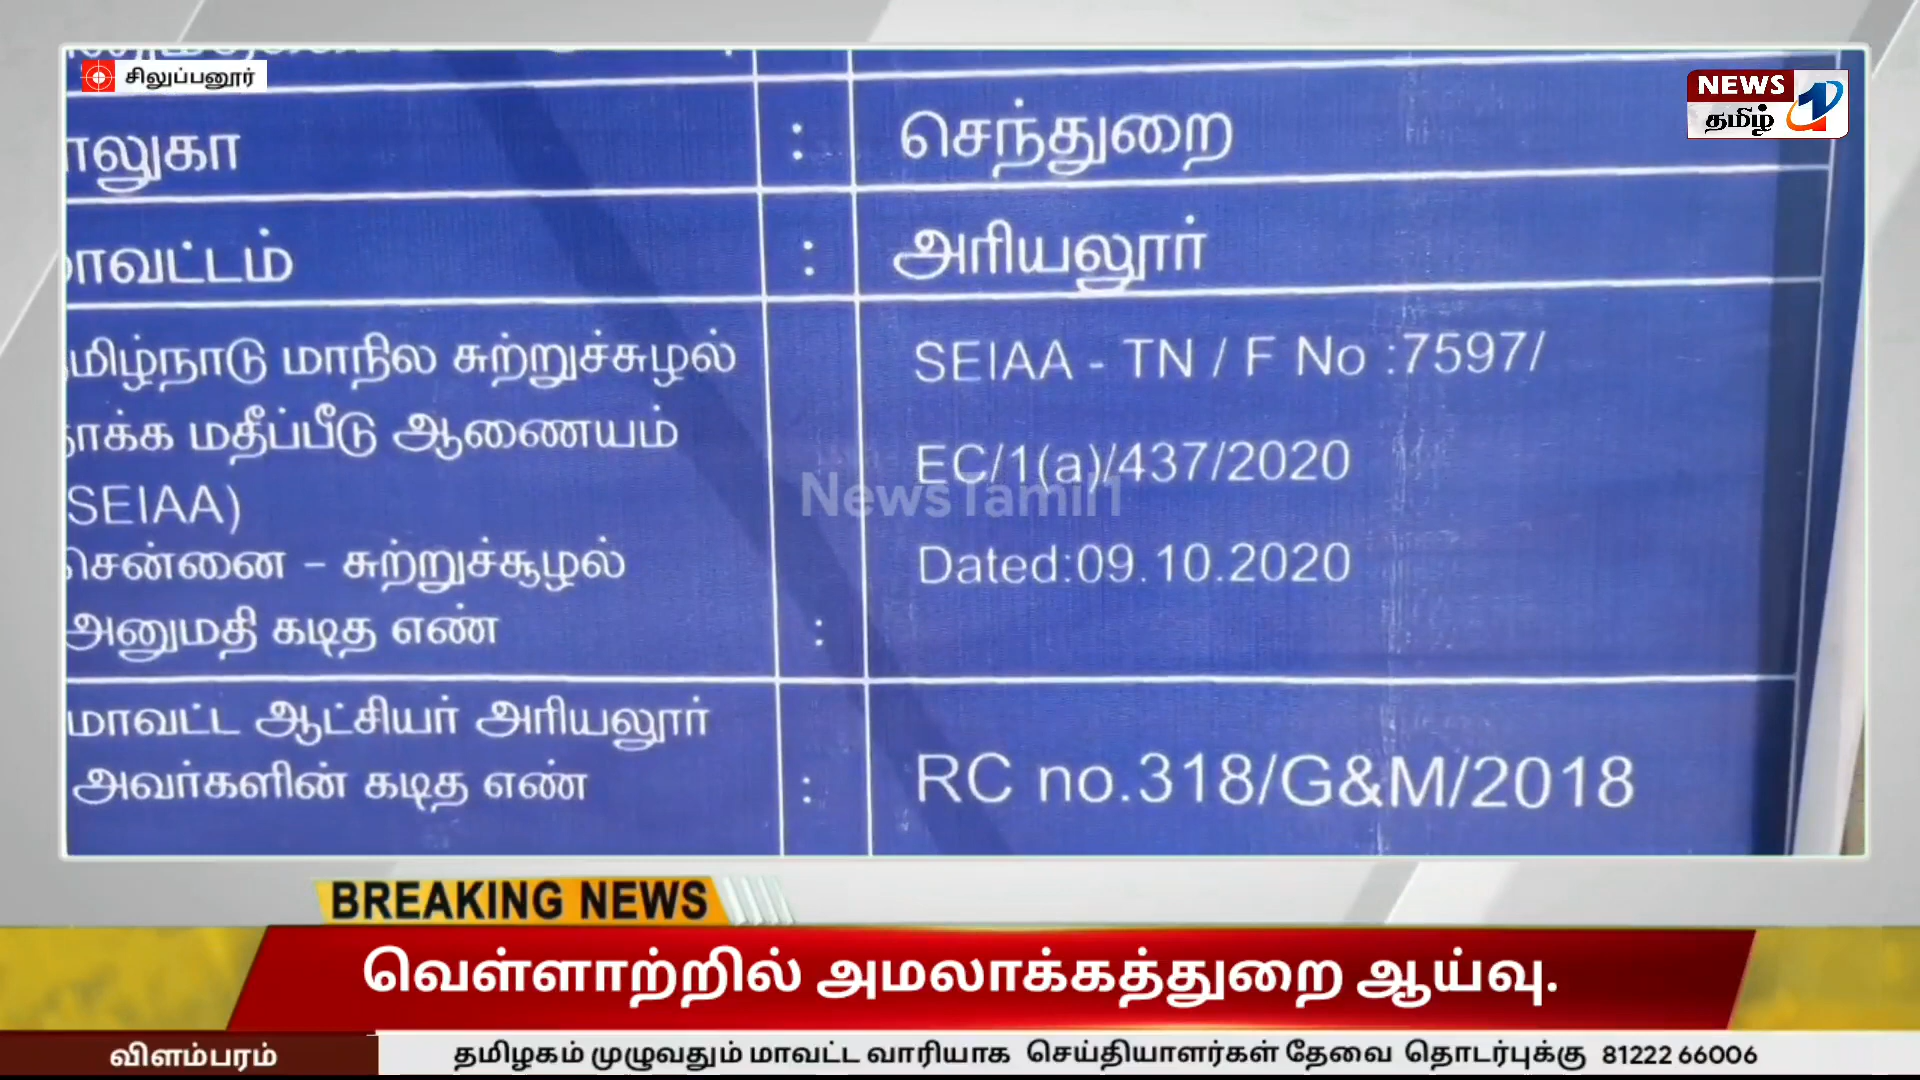 சிலுப்பனூர்
NEWS
தமிழ் 1
: செந்துறை
: அரியலூர்
மாநில சுற்றுச்சுழல்
SEIAA - TN / F No :7597/
மதீப்பீடு ஆணையம்
EC/1(a)/437/2020
NewsTamil1
SEIAA)
சென்னை – சுற்றுச்சூழல்
Dated:09.10.2020
அனுமதி கடித எண் :
மாவட்ட ஆட்சியர் அரியலூர்
அவர்களின் கடித எண் : RC no.318/G&M/2018
BREAKING NEWS
வெள்ளாற்றில் அமலாக்கத்துறை ஆய்வு.
விளம்பரம்
தமிழகம் முழுவதும் மாவட்ட வாரியாக செய்தியாளர்கள் தேவை தொடர்புக்கு 81222 66006